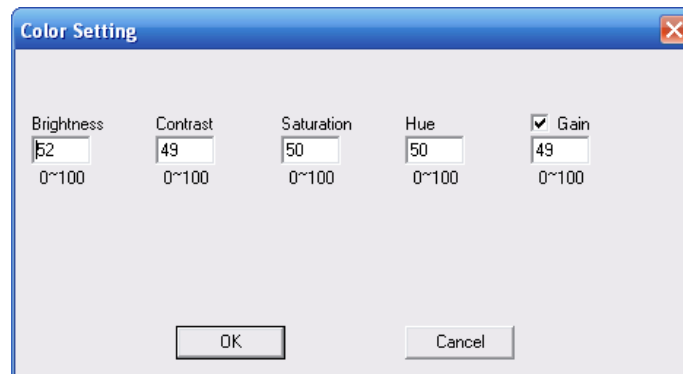 Color Setting
Brightness Contrast Saturation Hue Gain
52 49 50 50 49
0~100 0~100 0~100 0~100 0~100
OK Cancel